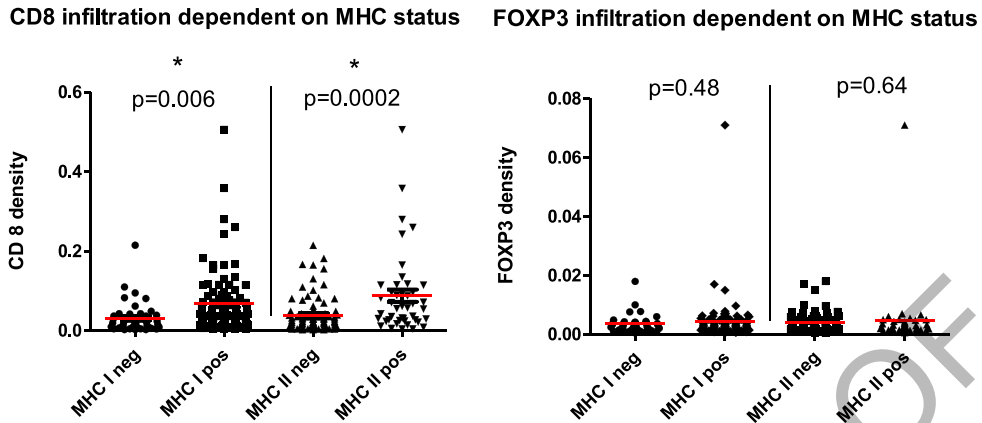 CD8 infiltration dependent on MHC status
*
*
p=0.006
p=0.0002
CD 8 density
0.6
0.4
0.2
0.0
MHC I neg
MHC I pos
MHC II neg
MHC II pos
FOXP3 infiltration dependent on MHC status
p=0.48
p=0.64
FOXP3 density
0.08
0.06
0.04
0.02
0.00
MHC I neg
MHC I pos
MHC II neg
MHC II pos
OF